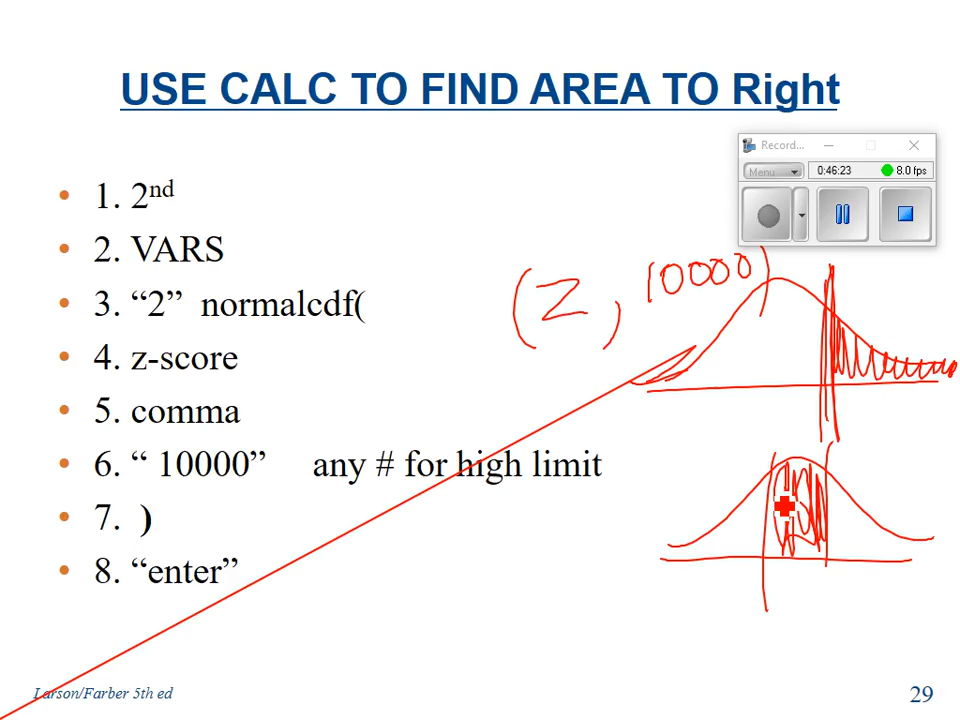 USE CALC TO FIND AREA TO Right
Record...
Menu
0:46:23
8.0 fps
• 1. 2nd
• 2. VARS
• 3. “2” normalcdf(
(Z, 10000)
• 4. z-score
• 5. comma
• 6. “ 10000” any # for high limit
• 7. )
• 8. “enter”
Larson/Farber 5th ed
29